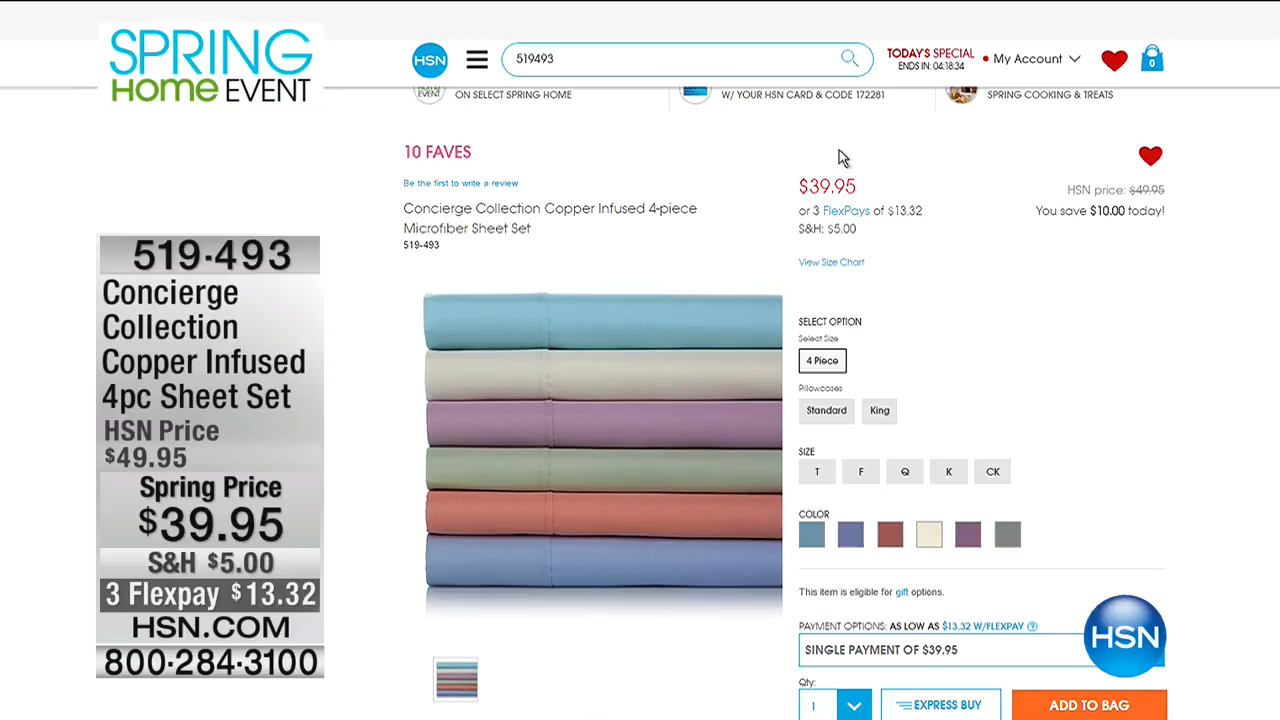 SPRING
HOME EVENT
HSN
519493
TODAY'S SPECIAL
ENDS IN: 04:18:34
My Account
0
ON SELECT SPRING HOME
W/ YOUR HSN CARD & CODE 172281
SPRING COOKING & TREATS
10 FAVES
Be the first to write a review
Concierge Collection Copper Infused 4-piece
Microfiber Sheet Set
519-493
$39.95
HSN price: $49.95
or 3 FlexPays of $13.32
You save $10.00 today!
S&H: $5.00
View Size Chart
SELECT OPTION
Select Size
4 Piece
Pillowcases
Standard
King
SIZE
T
F
Q
K
CK
COLOR
This item is eligible for gift options.
PAYMENT OPTIONS: AS LOW AS $13.32 W/FLEXPAY ?
SINGLE PAYMENT OF $39.95
Qty:
1
EXPRESS BUY
ADD TO BAG
HSN
519-493
Concierge
Collection
Copper Infused
4pc Sheet Set
HSN Price
$49.95
Spring Price
$39.95
S&H $5.00
3 Flexpay $13.32
HSN.COM
800-284-3100